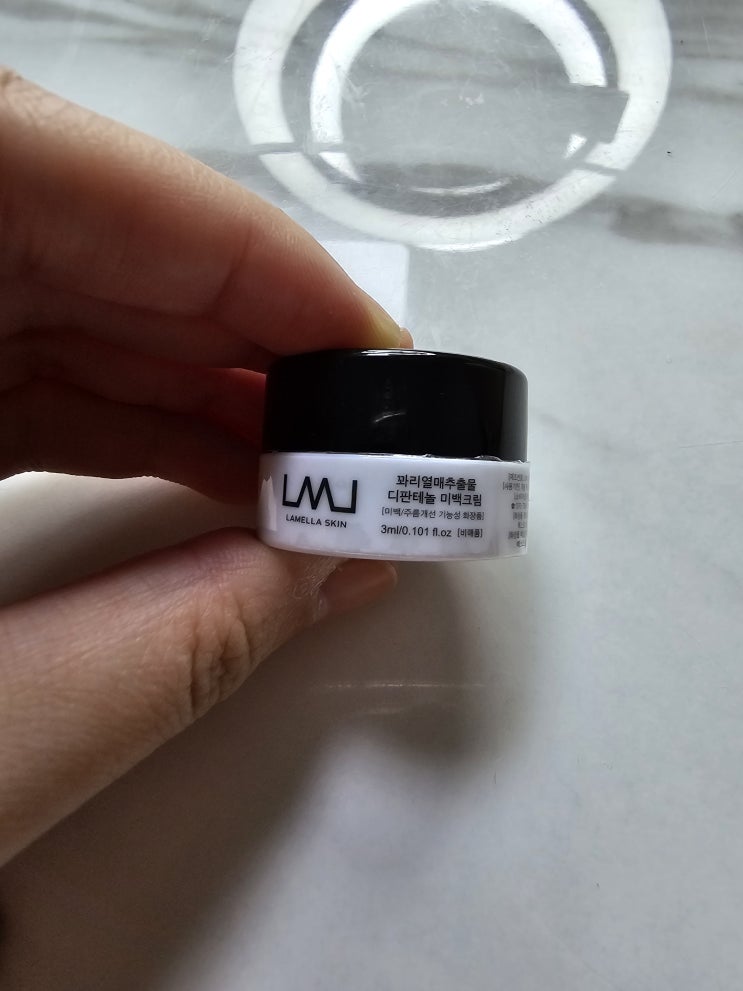 LMJ
LAMELLA SKIN
꽈리열매추출물
디판테놀 미백크림
[미백/주름개선 기능성 화장품]
3ml/0.101 fl.oz [비매품]